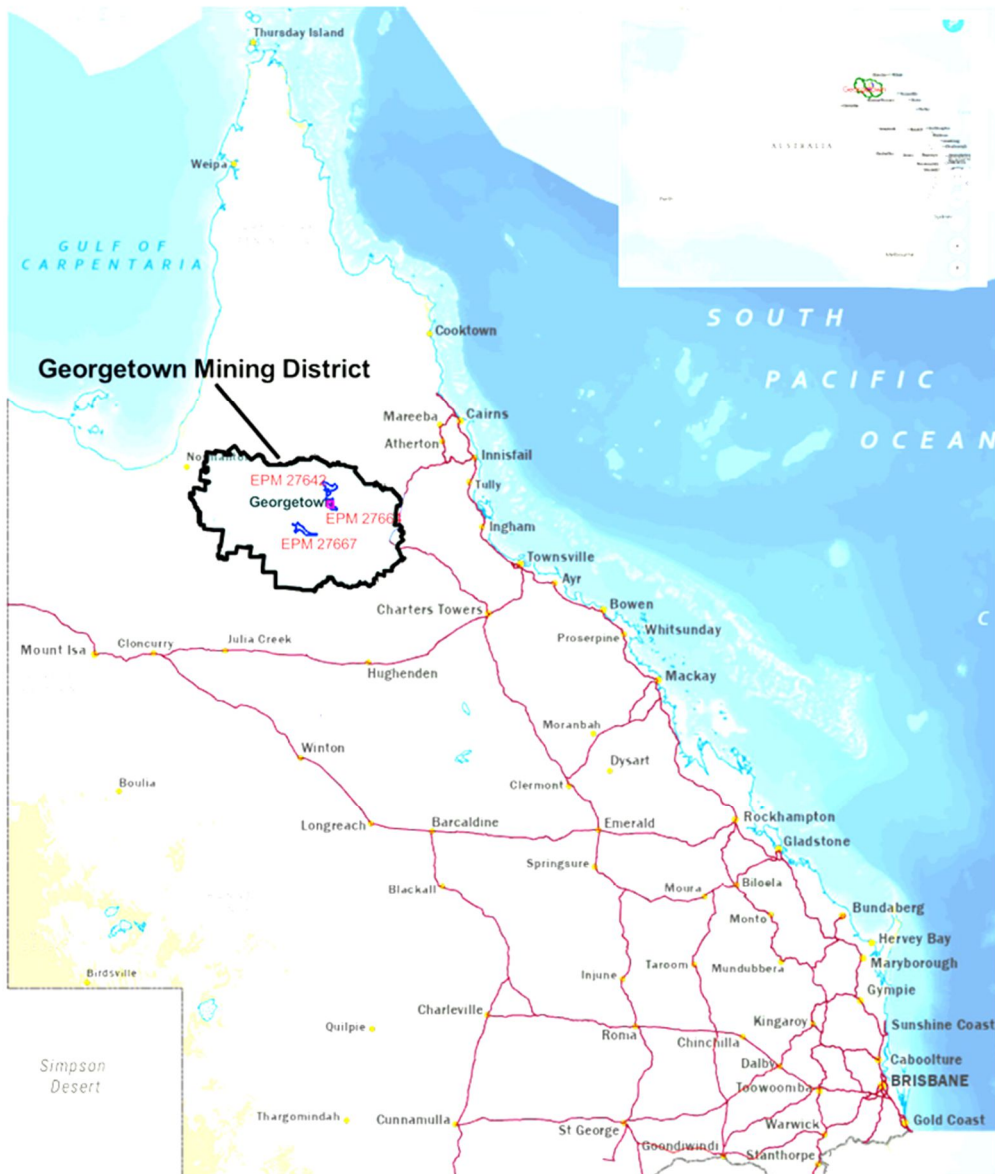 Thursday Island
Weipa
GULF OF
CARPENTARIA
AUSTRALIA
SOUTH
PACIFIC
OCEAN
Cooktown
Georgetown Mining District
Mareeba
Cairns
Atherton
Innisfail
Tully
EPM 27642
Georgetown
EPM 27664
EPM 27667
Ingham
Townsville
Ayr
Bowen
Charters Towers
Whitsunday
Proserpine
Mount Isa
Cloncurry
Julia Creek
Hughenden
Mackay
Moranbah
Winton
Dysart
Boulia
Clermont
Longreach
Barcaldine
Emerald
Rockhampton
Gladstone
Springsure
Blackall
Moura
Biloela
Monto
Bundaberg
Hervey Bay
Birdsville
Injune
Taroom
Mundubbera
Maryborough
Gympie
Charleville
Quilpie
Roma
Kingaroy
Sunshine Coast
Chinchilla
Simpson
Desert
Dalby
Caboolture
Toowoomba
BRISBANE
Thargomindah
Cunnamulla
St George
Warwick
Gold Coast
Goondiwindi
Stanthorpe